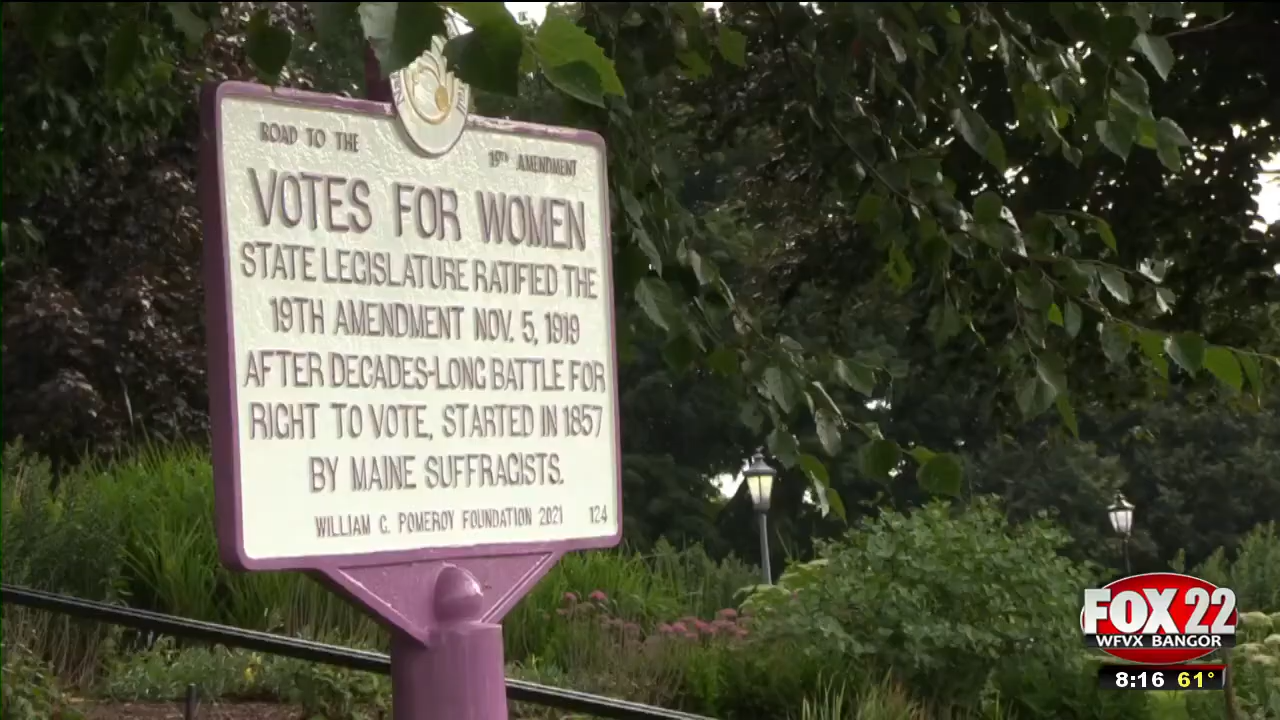 ROAD TO THE
19TH AMENDMENT
VOTES FOR WOMEN
STATE LEGISLATURE RATIFIED THE
19TH AMENDMENT NOV. 5, 1919
AFTER DECADES-LONG BATTLE FOR
RIGHT TO VOTE, STARTED IN 1857
BY MAINE SUFFRAGISTS.
WILLIAM G. POMEROY FOUNDATION 2021 124
FOX 22
WFVX BANGOR
8:16 61°